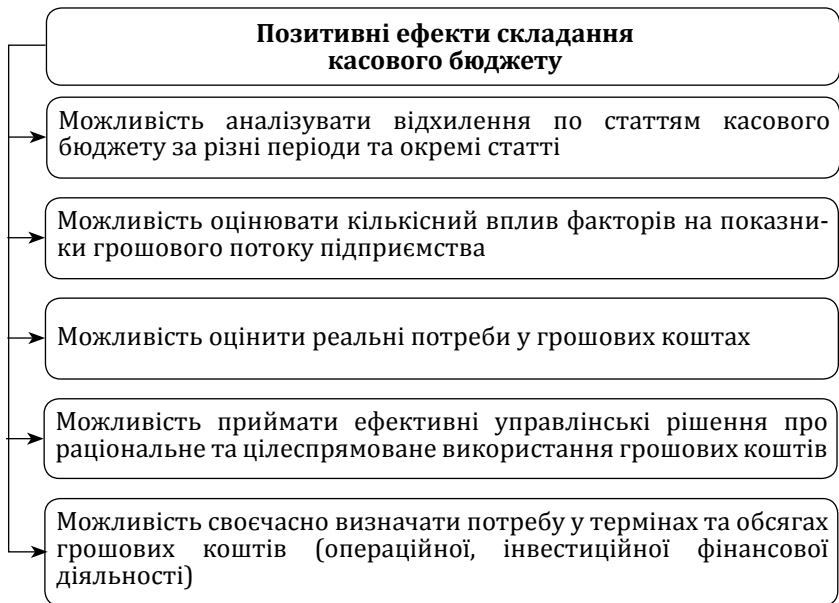 Позитивні ефекти складання
касового бюджету
Можливість аналізувати відхилення по статтям касового
бюджету за різні періоди та окремі статті
Можливість оцінювати кількісний вплив факторів на показни-
ки грошового потоку підприємства
Можливість оцінити реальні потреби у грошових коштах
Можливість приймати ефективні управлінські рішення про
раціональне та цілеспрямоване використання грошових коштів
Можливість своєчасно визначати потребу у термінах та обсягах
грошових коштів (операційної, інвестиційної фінансової
діяльності)